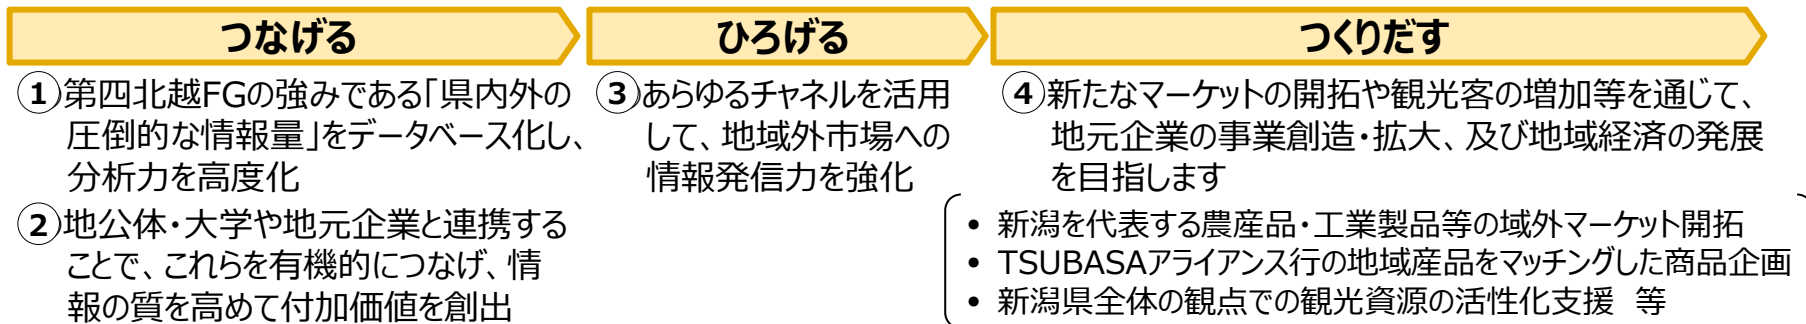 つなげる
①第四北越FGの強みである「県内外の
圧倒的な情報量」をデータベース化し、
分析力を高度化
②地公体・大学や地元企業と連携する
ことで、これらを有機的につなげ、情
報の質を高めて付加価値を創出
ひろげる
③あらゆるチャネルを活用
して、地域外市場への
情報発信力を強化
つくりだす
④新たなマーケットの開拓や観光客の増加等を通じて、
地元企業の事業創造・拡大、及び地域経済の発展
を目指します
• 新潟を代表する農産品・工業製品等の域外マーケット開拓
• TSUBASAアライアンス行の地域産品をマッチングした商品企画
• 新潟県全体の観点での観光資源の活性化支援 等